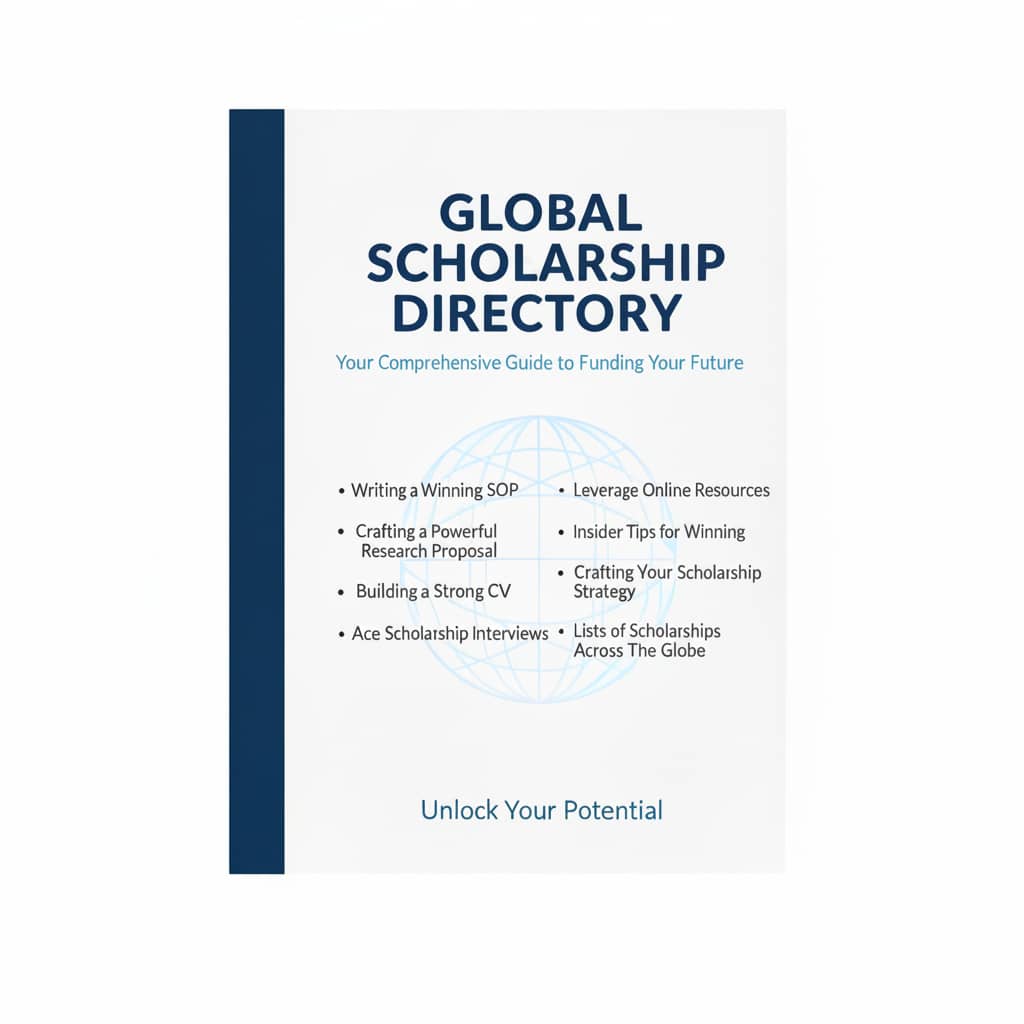 GLOBAL
SCHOLARSHIP
DIRECTORY
Your Comprehensive Guide to Funding Your Future
• Writing a Winning SOP
• Crafting a Powerful
Research Proposal
• Building a Strong CV
• Ace Scholarship Interviews
• Leverage Online Resources
• Insider Tips for Winning
• Crafting Your Scholarship
Strategy
• Lists of Scholarships
Across The Globe
Unlock Your Potential